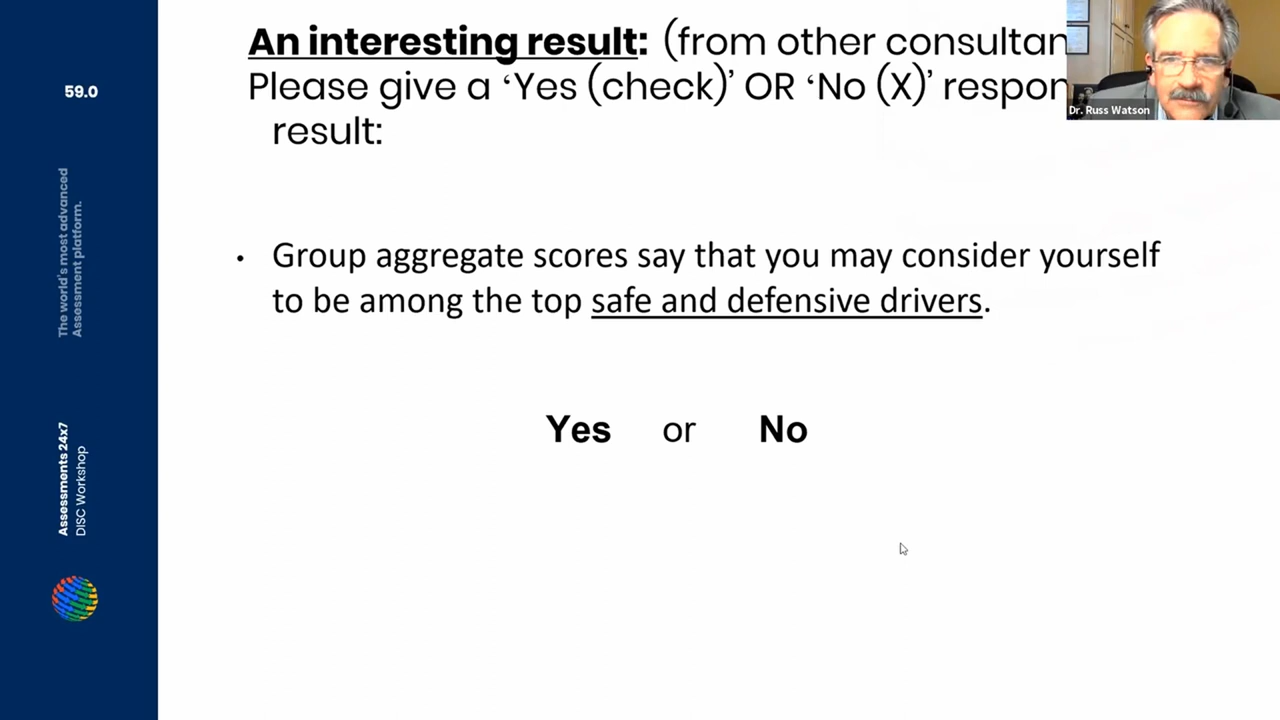 An interesting result: (from other consultan
Please give a ‘Yes (check)’ OR ‘No (X)’ respon
result:
Dr. Russ Watson
59.0
The world's most advanced
Assessment platform.
• Group aggregate scores say that you may consider yourself
to be among the top safe and defensive drivers.
Yes or No
Assessments 24x7
DISC Workshop